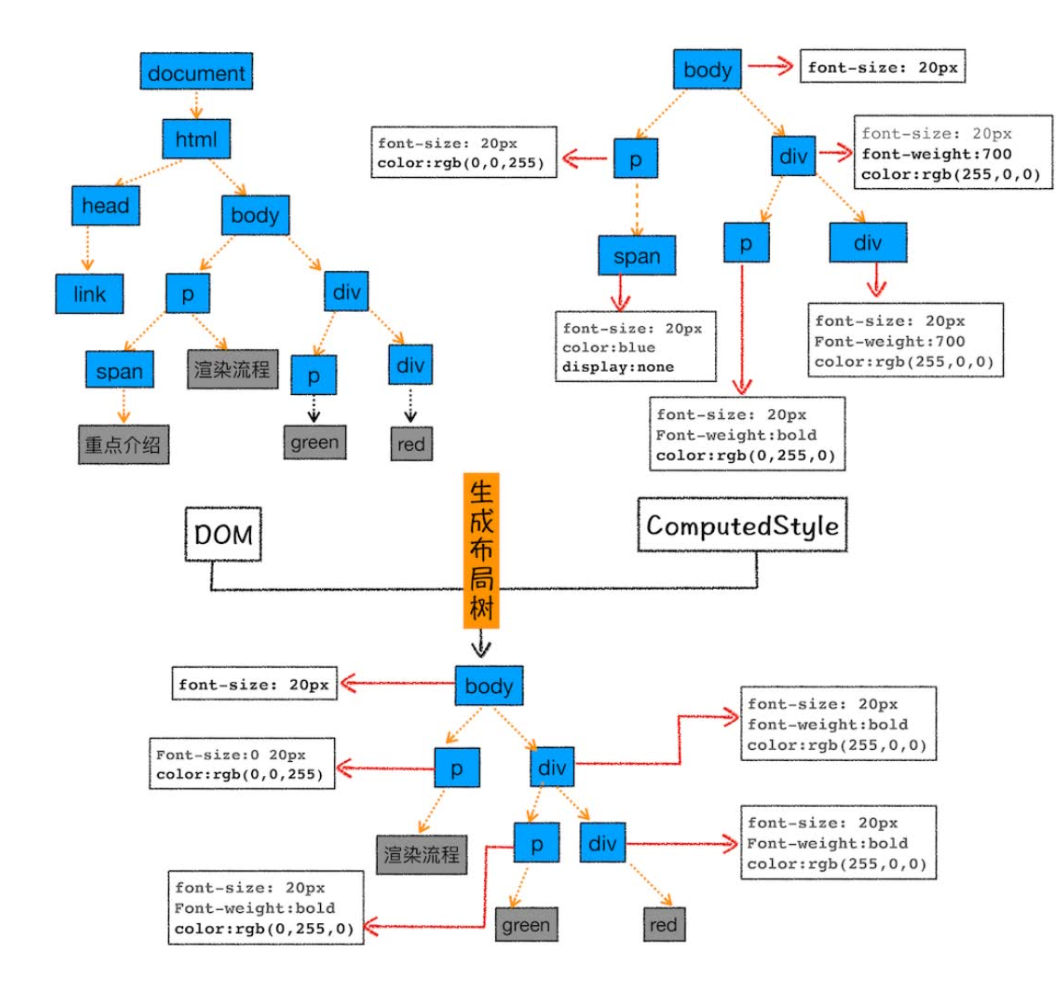 document
html
head
body
link
p
div
span
渲染流程
p
div
重点介绍
green
red
body
font-size: 20px
font-size: 20px
color:rgb(0,0,255)
p
div
font-size: 20px
font-weight:700
color:rgb(255,0,0)
span
p
div
font-size: 20px
color:blue
display:none
font-size: 20px
Font-weight:700
color:rgb(255,0,0)
font-size: 20px
Font-weight:bold
color:rgb(0,255,0)
DOM
生成布局树
ComputedStyle
font-size: 20px
body
font-size: 20px
font-weight:bold
color:rgb(255,0,0)
Font-size:0 20px
color:rgb(0,0,255)
p
div
渲染流程
p
div
font-size: 20px
Font-weight:bold
color:rgb(255,0,0)
font-size: 20px
Font-weight:bold
color:rgb(0,255,0)
green
red